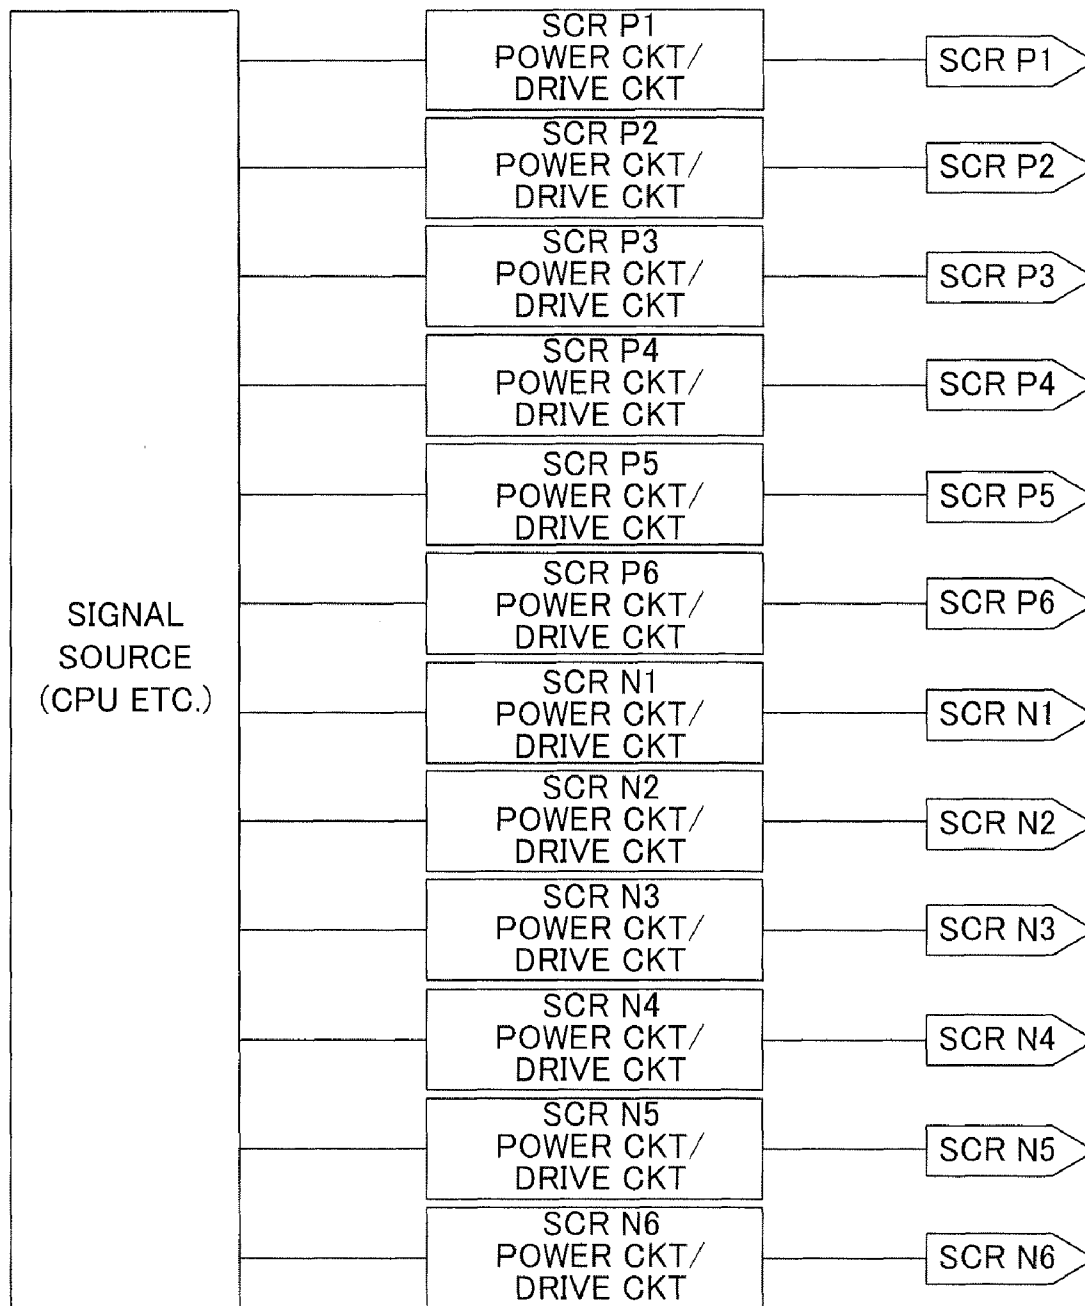 SCR P1
POWER CKT/
DRIVE CKT
SCR P1
SCR P2
POWER CKT/
DRIVE CKT
SCR P2
SCR P3
POWER CKT/
DRIVE CKT
SCR P3
SCR P4
POWER CKT/
DRIVE CKT
SCR P4
SCR P5
POWER CKT/
DRIVE CKT
SCR P5
SIGNAL
SOURCE
(CPU ETC.)
SCR P6
POWER CKT/
DRIVE CKT
SCR P6
SCR N1
POWER CKT/
DRIVE CKT
SCR N1
SCR N2
POWER CKT/
DRIVE CKT
SCR N2
SCR N3
POWER CKT/
DRIVE CKT
SCR N3
SCR N4
POWER CKT/
DRIVE CKT
SCR N4
SCR N5
POWER CKT/
DRIVE CKT
SCR N5
SCR N6
POWER CKT/
DRIVE CKT
SCR N6